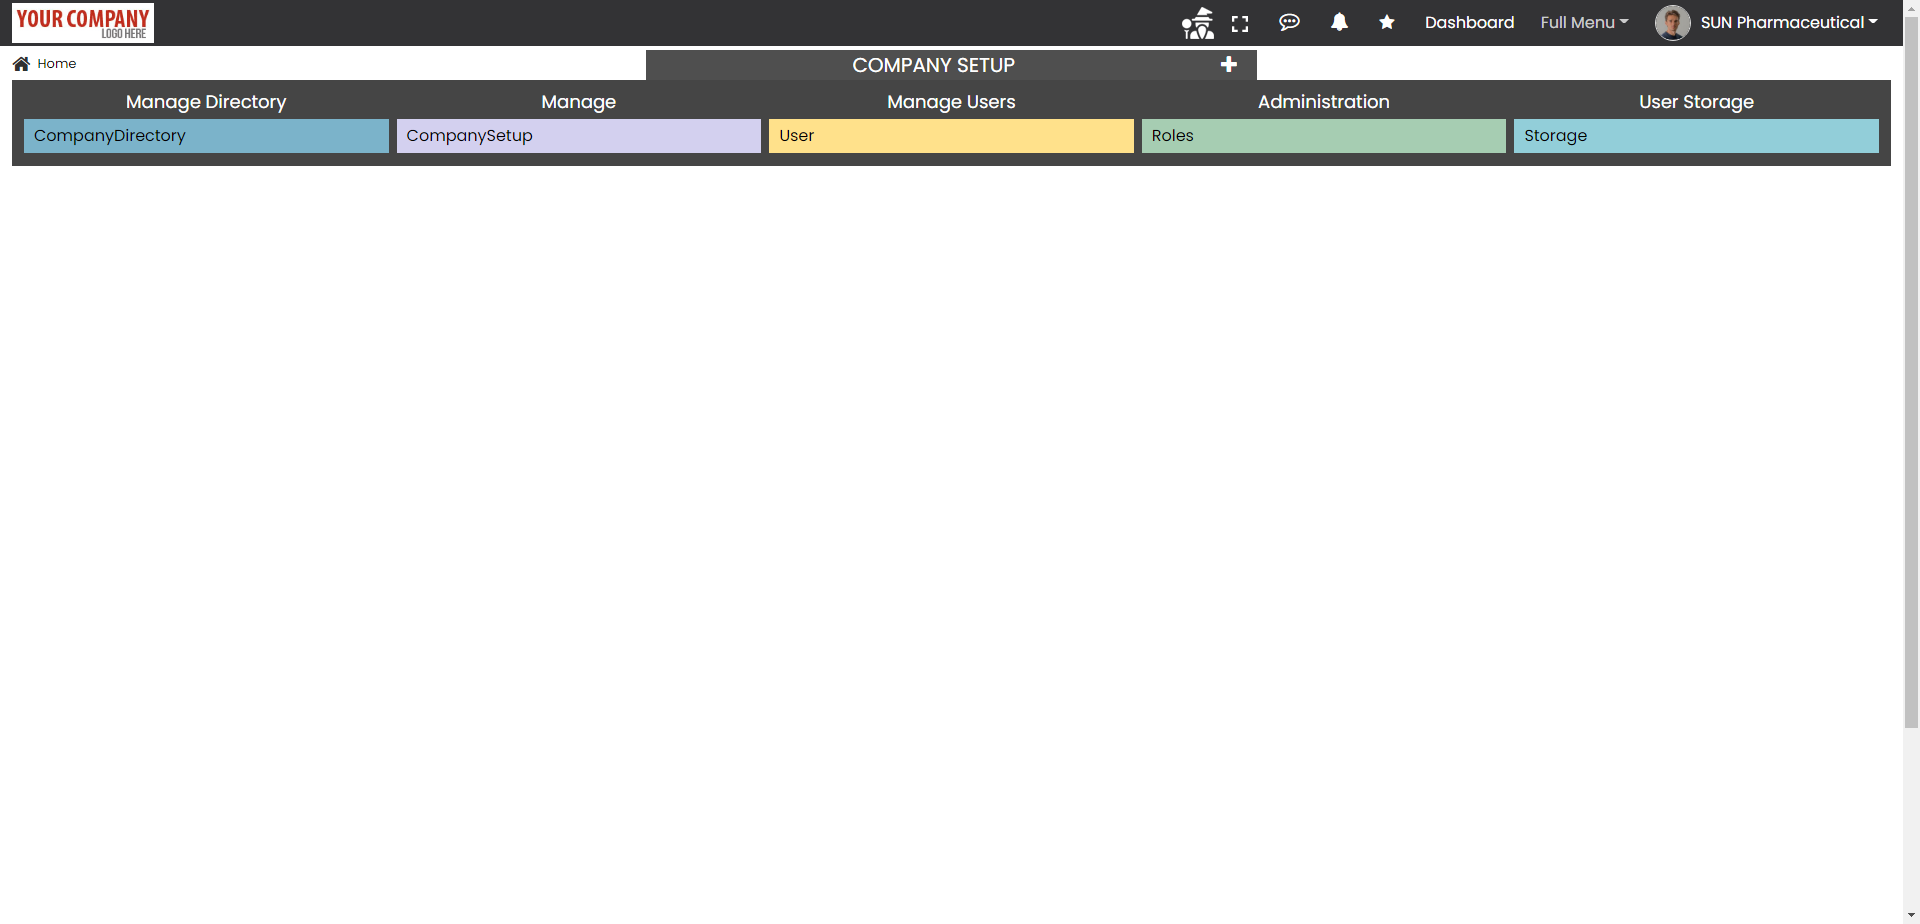 YOUR COMPANY
LOGO HERE
Dashboard
Full Menu
SUN Pharmaceutical
Home
COMPANY SETUP
Manage Directory
Manage
Manage Users
Administration
User Storage
CompanyDirectory
CompanySetup
User
Roles
Storage